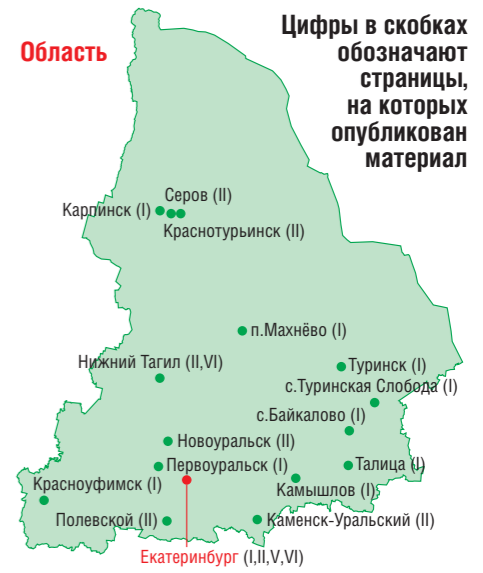 Область
Цифры в скобках
обозначают
страницы,
на которых
опубликован
материал
Серов (II)
Карпинск (I)
Краснотурьинск (II)
п.Махнёво (I)
Нижний Тагил (II,VI)
Туринск (I)
с.Туринская Слобода (I)
с.Байкалово (I)
Новоуральск (II)
Первоуральск (I)
Талица (I)
Красноуфимск (I)
Камышлов (I)
Полевской (II)
Каменск-Уральский (II)
Екатеринбург (I,II,V,VI)